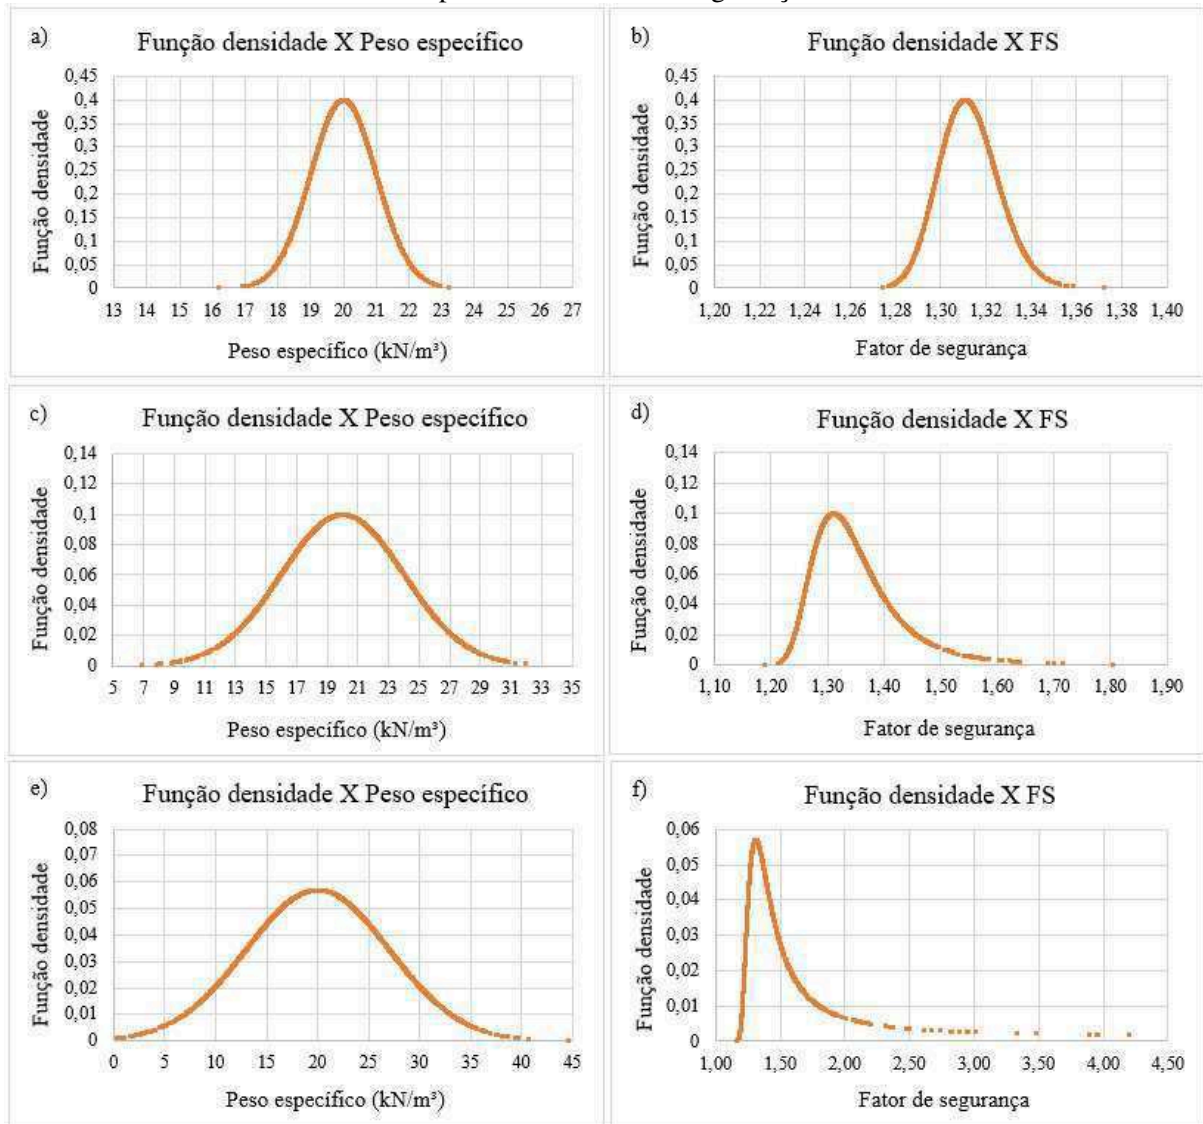 a)
Função densidade X Peso específico
Função densidade
0,45
0,4
0,35
0,3
0,25
0,2
0,15
0,1
0,05
0
13 14 15 16 17 18 19 20 21 22 23 24 25 26 27
Peso específico (kN/m³)
b)
Função densidade X FS
Função densidade
0,45
0,4
0,35
0,3
0,25
0,2
0,15
0,1
0,05
0
1,20 1,22 1,24 1,26 1,28 1,30 1,32 1,34 1,36 1,38 1,40
Fator de segurança
c)
Função densidade X Peso específico
Função densidade
0,14
0,12
0,1
0,08
0,06
0,04
0,02
0
5 7 9 11 13 15 17 19 21 23 25 27 29 31 33 35
Peso específico (kN/m³)
d)
Função densidade X FS
Função densidade
0,14
0,12
0,1
0,08
0,06
0,04
0,02
0
1,10 1,20 1,30 1,40 1,50 1,60 1,70 1,80 1,90
Fator de segurança
e)
Função densidade X Peso específico
Função densidade
0,08
0,07
0,06
0,05
0,04
0,03
0,02
0,01
0
0 5 10 15 20 25 30 35 40 45
Peso específico (kN/m³)
f)
Função densidade X FS
Função densidade
0,06
0,05
0,04
0,03
0,02
0,01
0
1,00 1,50 2,00 2,50 3,00 3,50 4,00 4,50
Fator de segurança